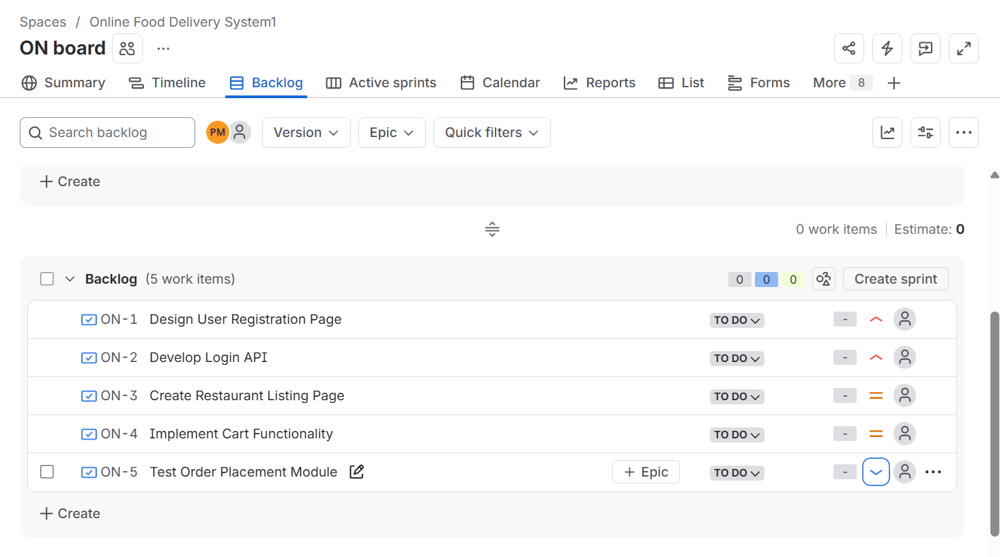 Spaces / Online Food Delivery System1
ON board
Summary Timeline Backlog Active sprints Calendar Reports List Forms More 8
Search backlog PM Version Epic Quick filters
Create
0 work items Estimate: 0
Backlog (5 work items) 0 0 0 Create sprint
ON-1 Design User Registration Page TO DO -
ON-2 Develop Login API TO DO -
ON-3 Create Restaurant Listing Page TO DO -
ON-4 Implement Cart Functionality TO DO -
ON-5 Test Order Placement Module + Epic TO DO -
Create